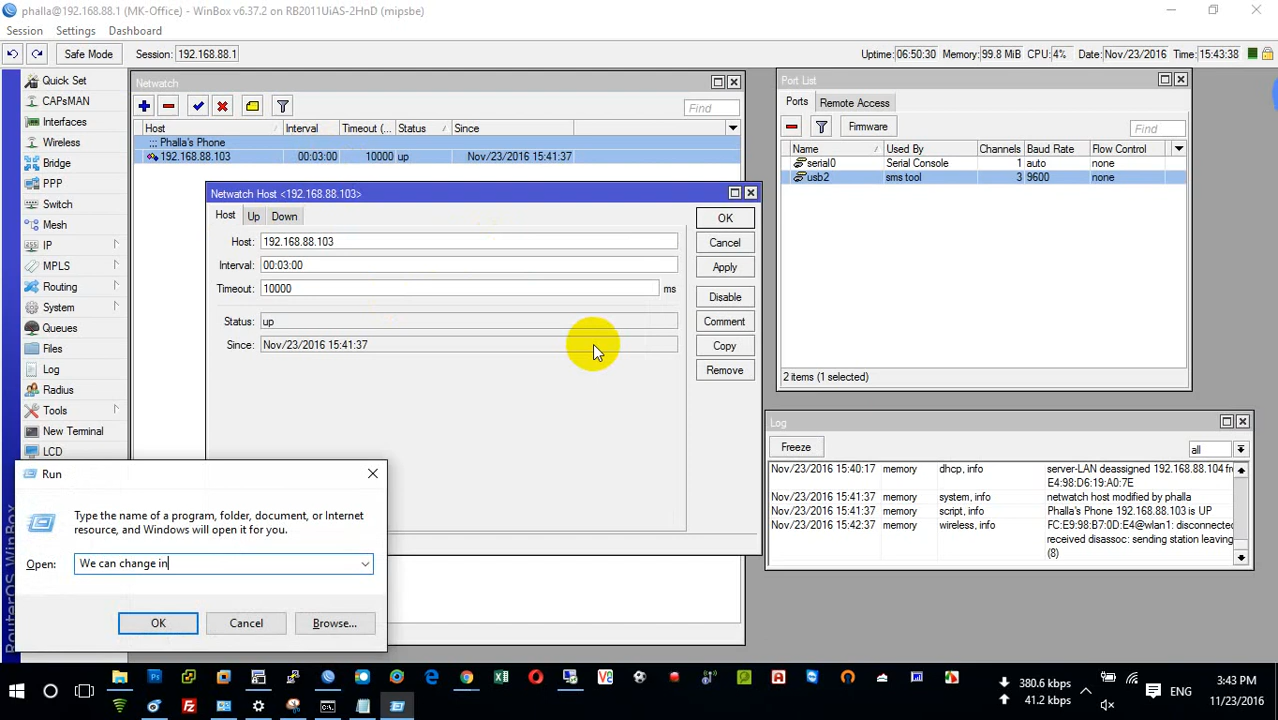 phalla@192.168.88.1 (MK-Office) - WinBox v6.37.2 on RB2011UiAS-2HnD (mipsbe)
Session Settings Dashboard
Safe Mode Session: 192.168.88.1 Uptime: 06:50:30 Memory: 99.8 MiB CPU: 4% Date: Nov/23/2016 Time: 15:43:38
RouterOS WinBox
Quick Set
CAPsMAN
Interfaces
Wireless
Bridge
PPP
Switch
Mesh
IP
MPLS
Routing
System
Queues
Files
Log
Radius
Tools
New Terminal
LCD
Netwatch
Find
Host Interval Timeout (... Status Since
;;; Phalla's Phone
192.168.88.103 00:03:00 10000 up Nov/23/2016 15:41:37
Netwatch Host <192.168.88.103>
Host Up Down
Host: 192.168.88.103
Interval: 00:03:00
Timeout: 10000 ms
Status: up
Since: Nov/23/2016 15:41:37
OK
Cancel
Apply
Disable
Comment
Copy
Remove
Port List
Ports Remote Access
Firmware Find
Name Used By Channels Baud Rate Flow Control
serial0 Serial Console 1 auto none
usb2 sms tool 3 9600 none
2 items (1 selected)
Log
Freeze all
Nov/23/2016 15:40:17 memory dhcp, info server-LAN deassigned 192.168.88.104 fr
E4:98:D6:19:A0:7E
Nov/23/2016 15:41:37 memory system, info netwatch host modified by phalla
Nov/23/2016 15:41:37 memory script, info Phalla's Phone 192.168.88.103 is UP
Nov/23/2016 15:42:37 memory wireless, info FC:E9:98:B7:0D:E4@wlan1: disconnected
received disassoc: sending station leaving
(8)
Run
Type the name of a program, folder, document, or Internet
resource, and Windows will open it for you.
Open: We can change in
OK Cancel Browse...
380.6 kbps
41.2 kbps
ENG
3:43 PM
11/23/2016